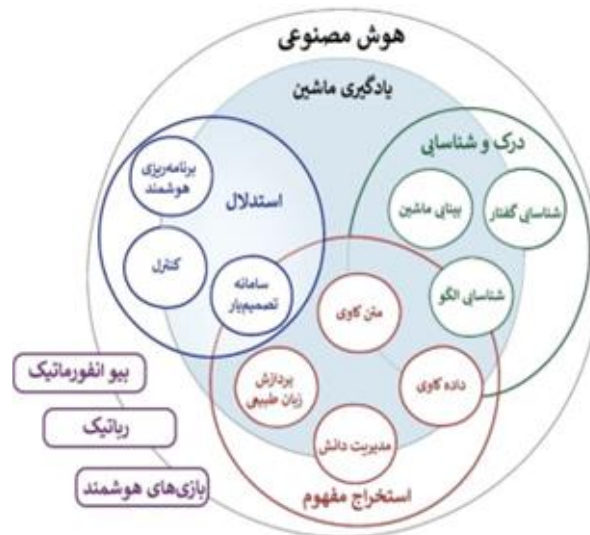 هوش مصنوعی
یادگیری ماشین
درک و شناسایی
شناسایی گفتار
بینایی ماشین
شناسایی الگو
استدلال
برنامه‌ریزی
هوشمند
کنترل
سامانه
تصمیم‌یار
متن کاوی
داده کاوی
پردازش
زبان طبیعی
مدیریت دانش
استخراج مفهوم
بیو انفورماتیک
رباتیک
بازی‌های هوشمند